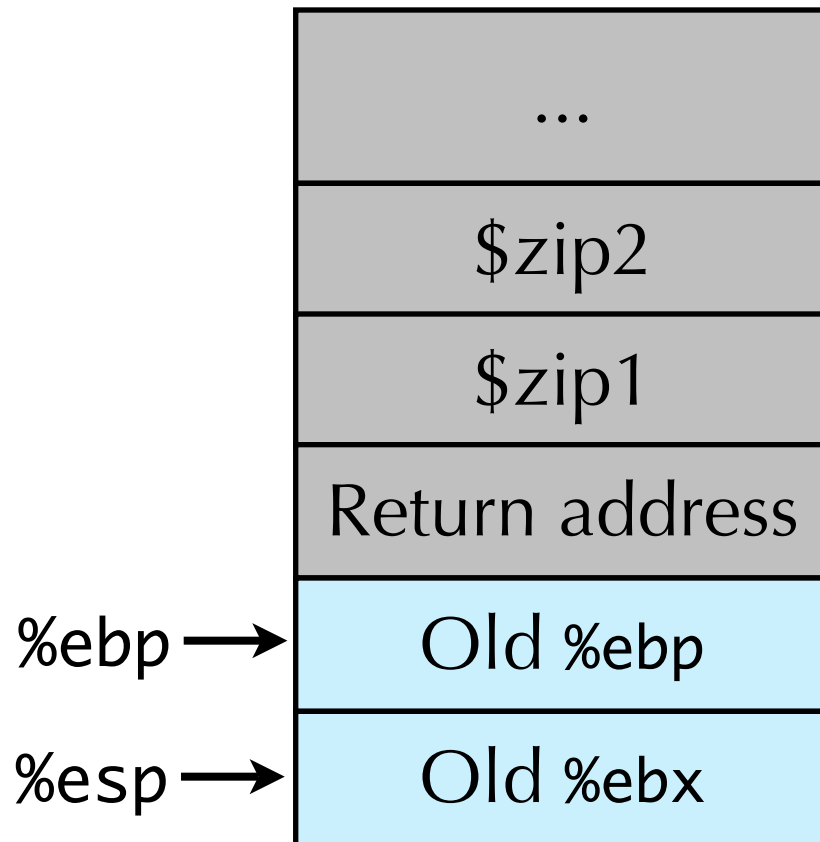 ...
$zip2
$zip1
Return address
%ebp Old %ebp
%esp Old %ebx